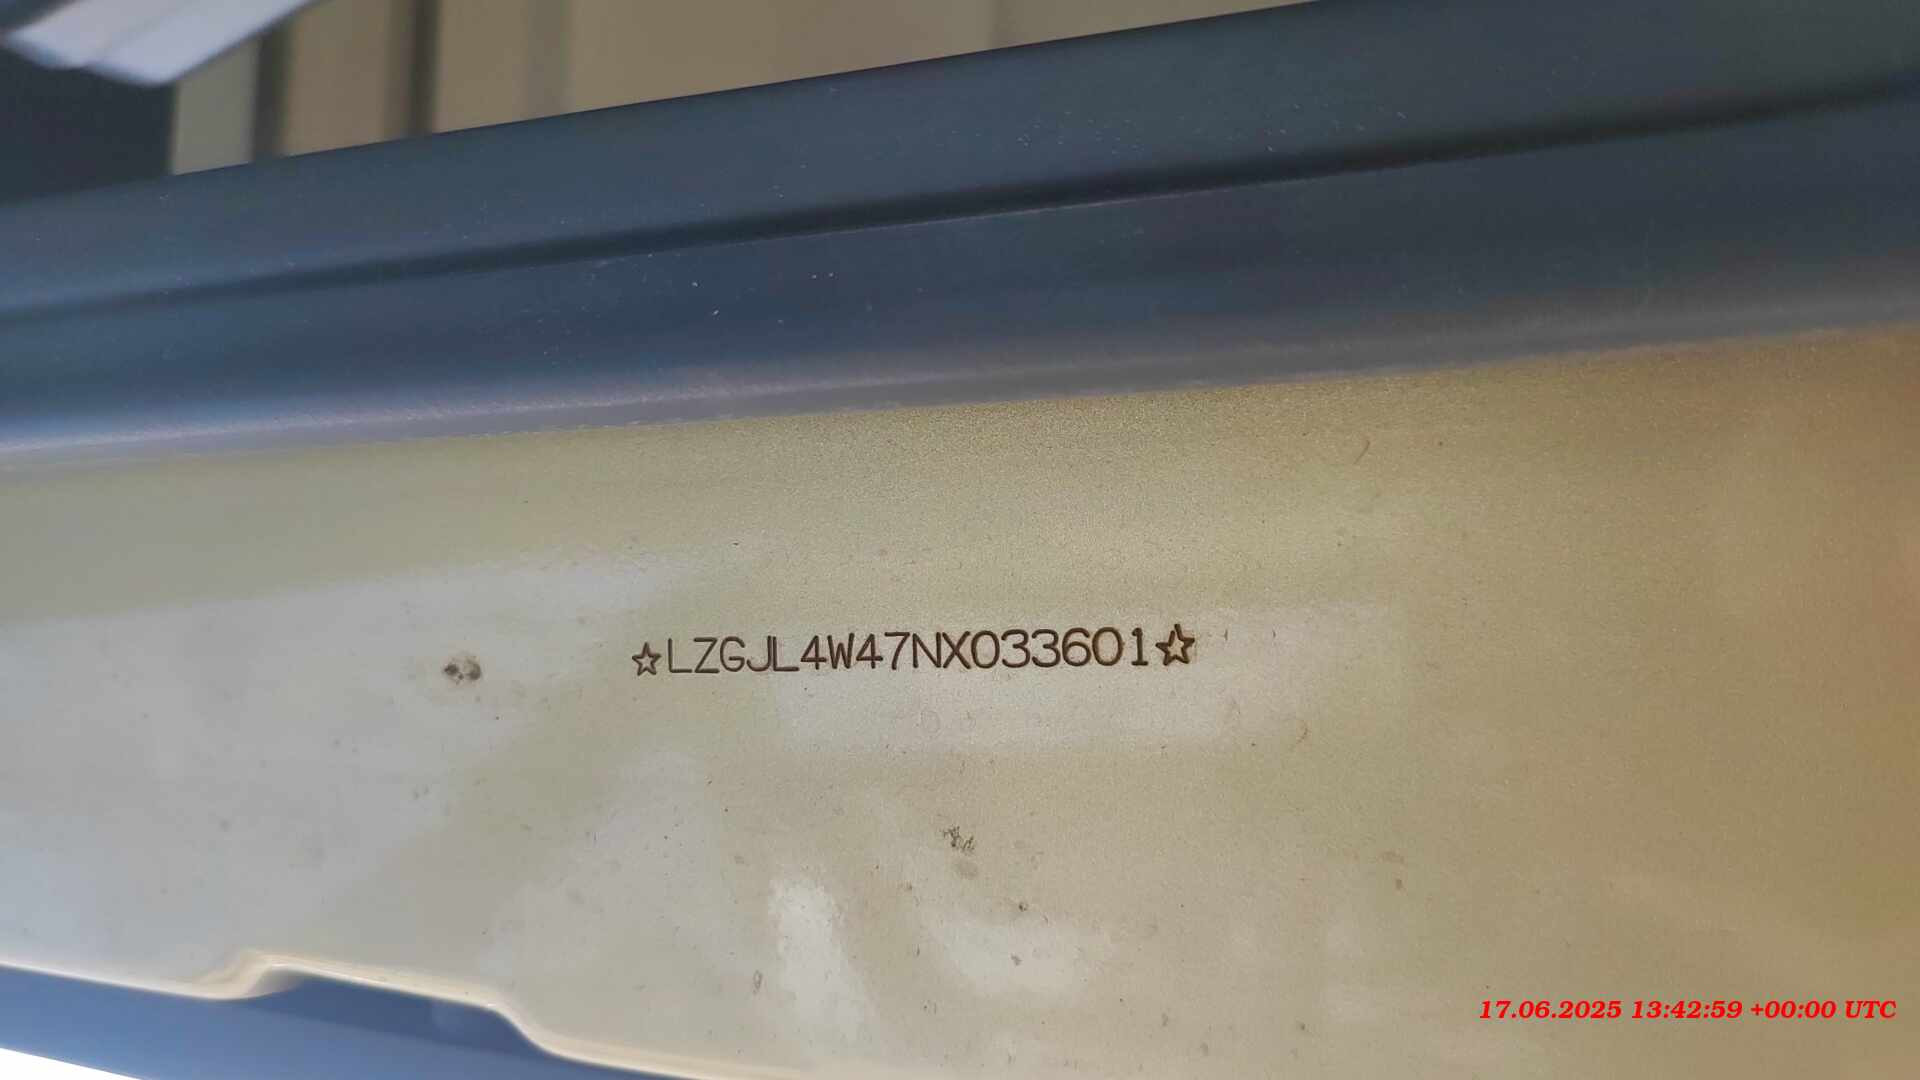 ☆LZGJL4W47NX033601☆
17.06.2025 13:42:59 +00:00 UTC